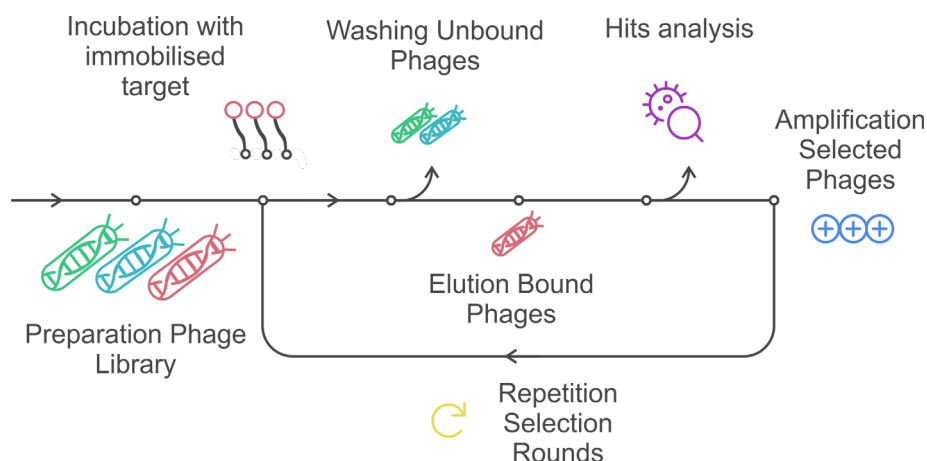 Incubation with
immobilised
target
Washing Unbound
Phages
Hits analysis
Amplification
Selected
Phages
Preparation Phage
Library
Elution Bound
Phages
Repetition
Selection
Rounds